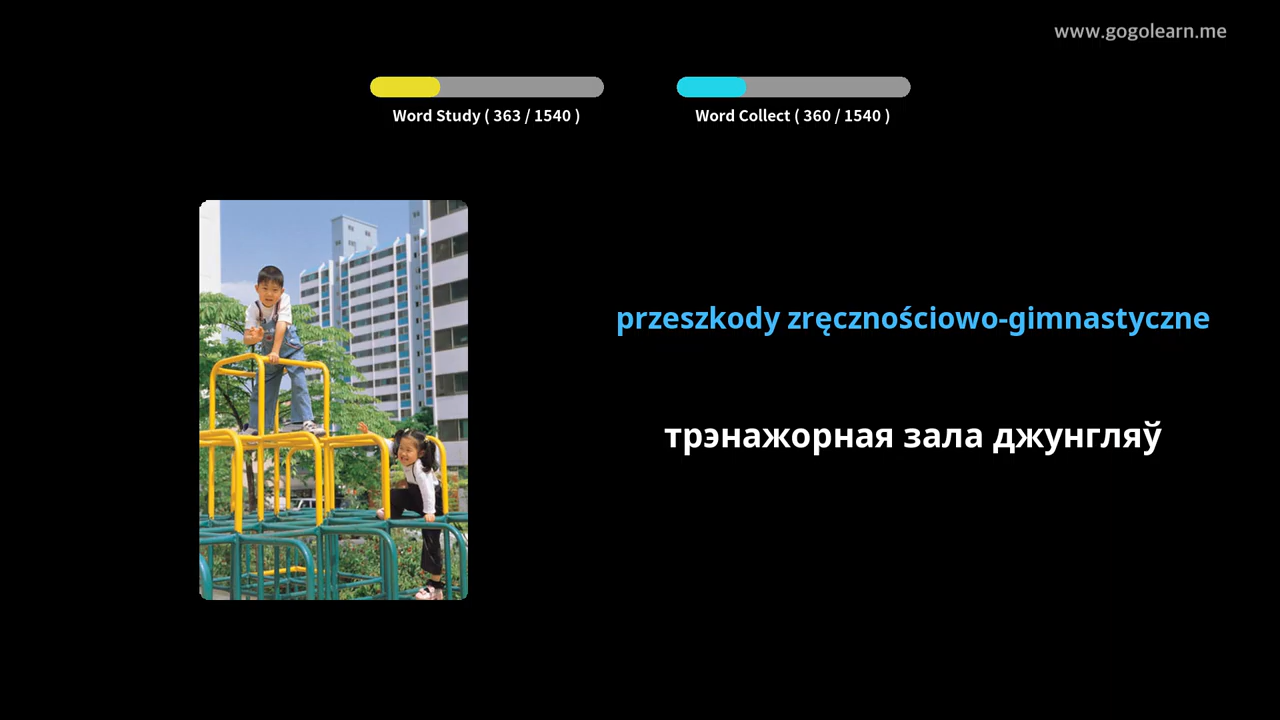 www.gogolearn.me
Word Study ( 363 / 1540 )
Word Collect ( 360 / 1540 )
przeszkody zręcznościowo-gimnastyczne
трэнажорная зала джунгляў